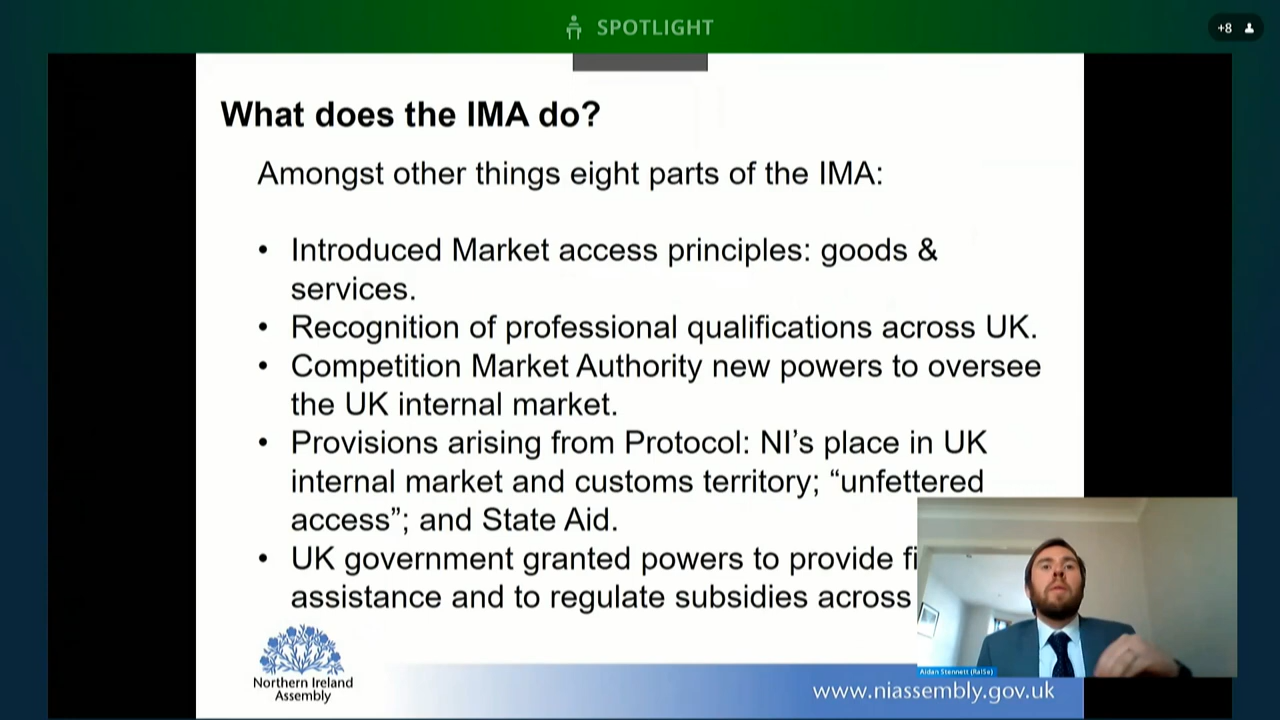 SPOTLIGHT
+8
What does the IMA do?
Amongst other things eight parts of the IMA:
• Introduced Market access principles: goods &
services.
• Recognition of professional qualifications across UK.
• Competition Market Authority new powers to oversee
the UK internal market.
• Provisions arising from Protocol: NI’s place in UK
internal market and customs territory; “unfettered
access”; and State Aid.
• UK government granted powers to provide fi
assistance and to regulate subsidies across
Northern Ireland
Assembly
Aidan Stennett (RaISe)
www.niassembly.gov.uk